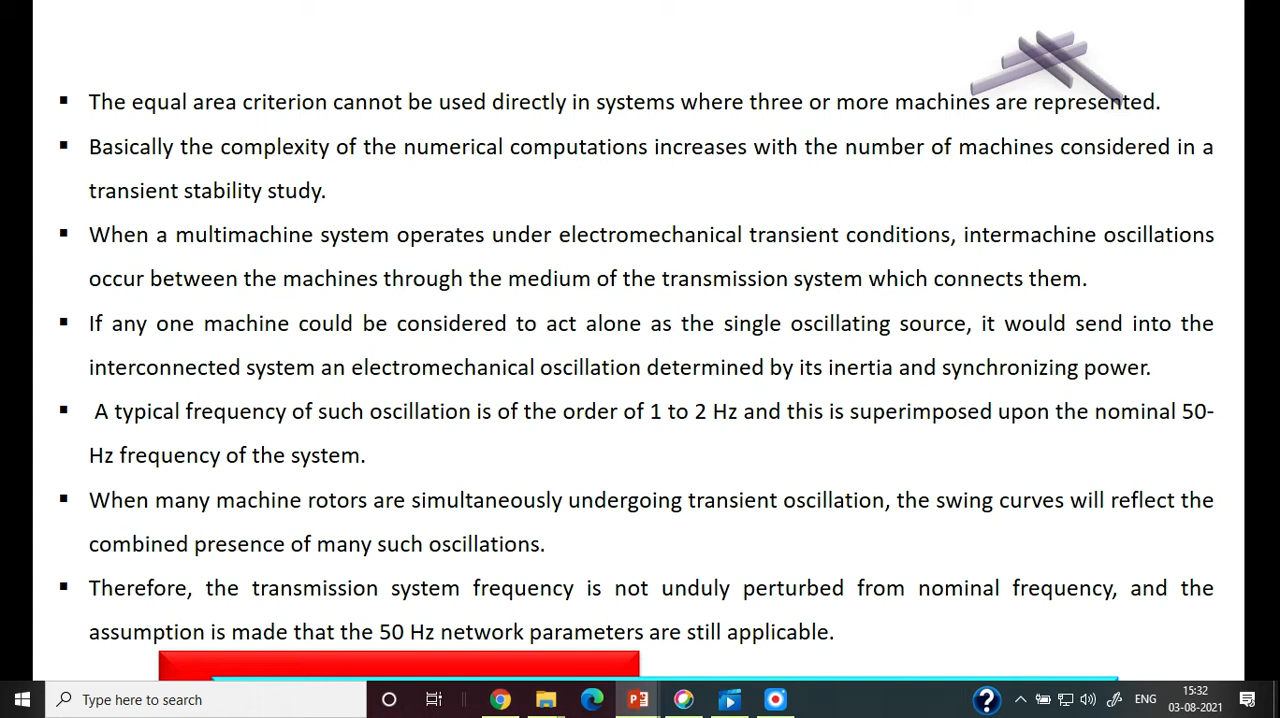 ▪ The equal area criterion cannot be used directly in systems where three or more machines are represented.
▪ Basically the complexity of the numerical computations increases with the number of machines considered in a
transient stability study.
▪ When a multimachine system operates under electromechanical transient conditions, intermachine oscillations
occur between the machines through the medium of the transmission system which connects them.
▪ If any one machine could be considered to act alone as the single oscillating source, it would send into the
interconnected system an electromechanical oscillation determined by its inertia and synchronizing power.
▪ A typical frequency of such oscillation is of the order of 1 to 2 Hz and this is superimposed upon the nominal 50-
Hz frequency of the system.
▪ When many machine rotors are simultaneously undergoing transient oscillation, the swing curves will reflect the
combined presence of many such oscillations.
▪ Therefore, the transmission system frequency is not unduly perturbed from nominal frequency, and the
assumption is made that the 50 Hz network parameters are still applicable.
Type here to search
ENG
15:32
03-08-2021